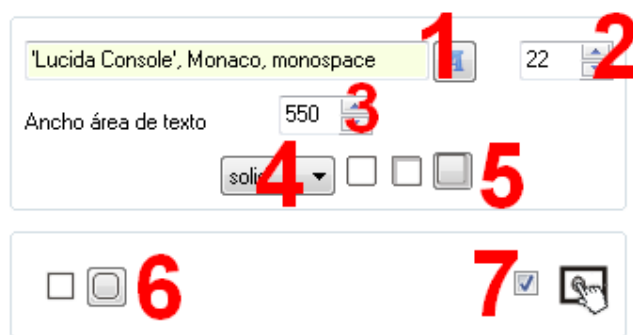 'Lucida Console', Monaco, monospace 1 22 2
Ancho área de texto 550 3
4 5
6 7